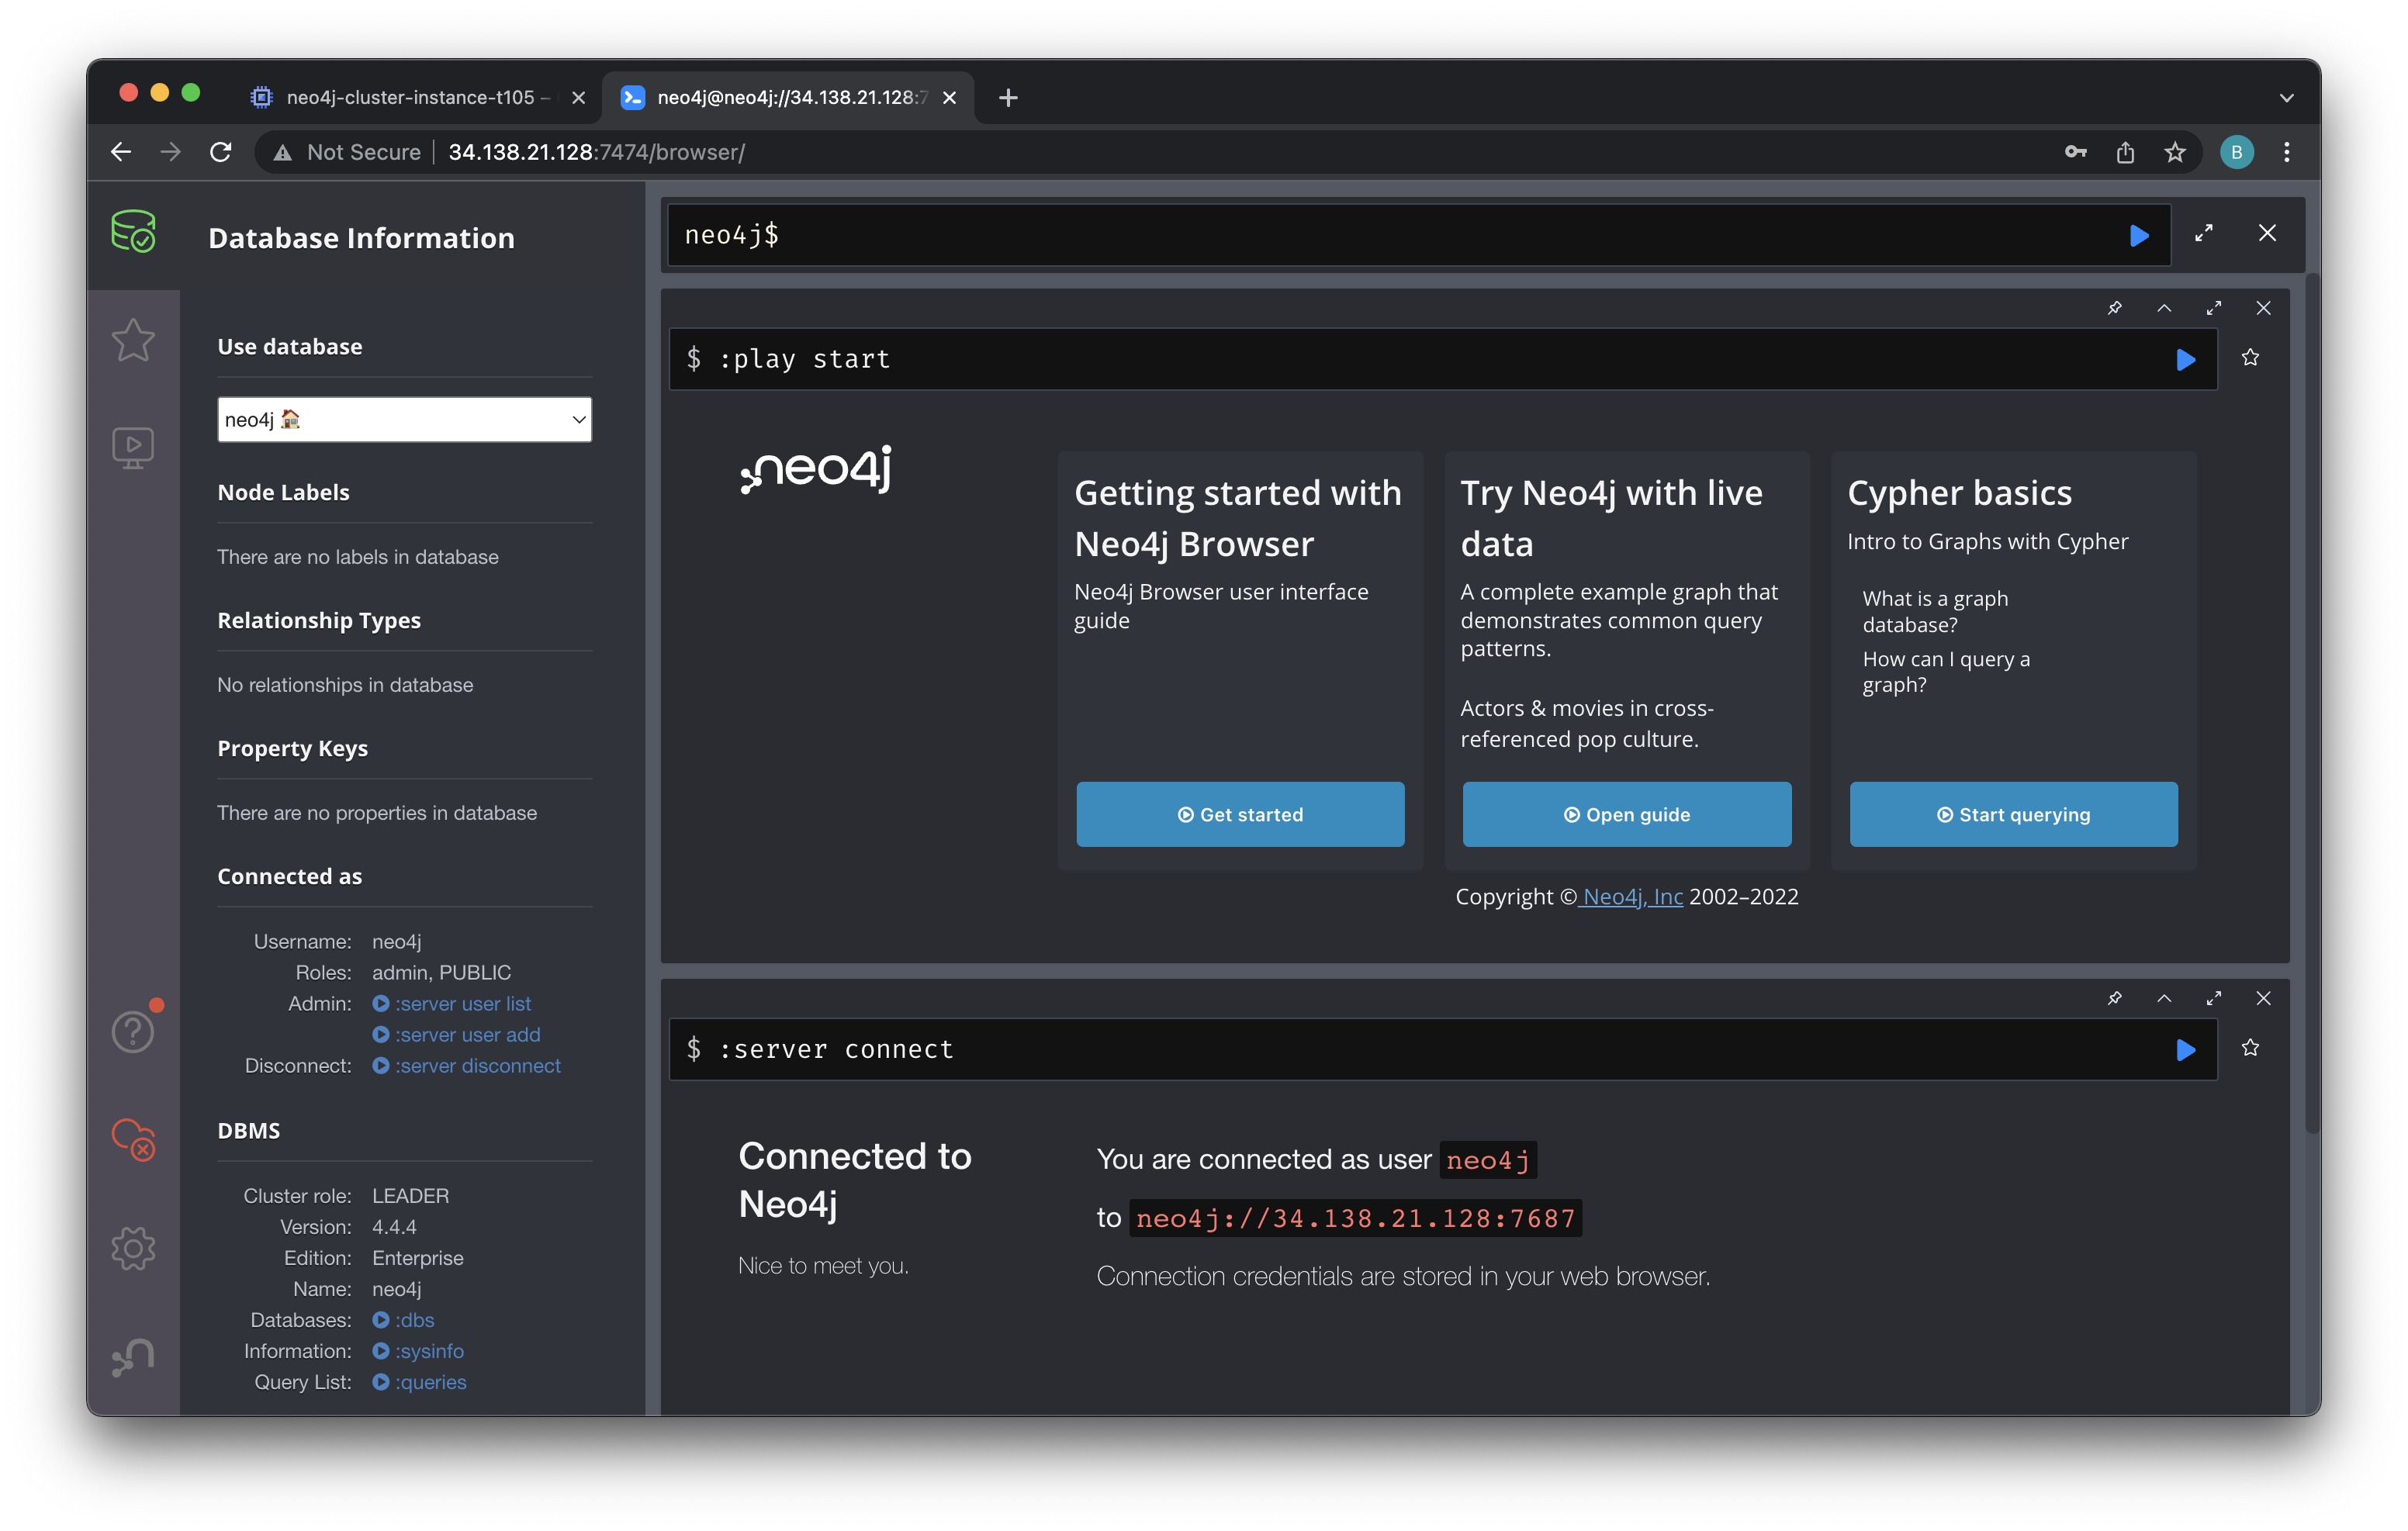 neo4j-cluster-instance-t105 –
neo4j@neo4j://34.138.21.128:7
Not Secure
34.138.21.128:7474/browser/
B
Database Information
Use database
neo4j 🏠
Node Labels
There are no labels in database
Relationship Types
No relationships in database
Property Keys
There are no properties in database
Connected as
Username: neo4j
Roles: admin, PUBLIC
Admin: :server user list
:server user add
Disconnect: :server disconnect
DBMS
Cluster role: LEADER
Version: 4.4.4
Edition: Enterprise
Name: neo4j
Databases: :dbs
Information: :sysinfo
Query List: :queries
neo4j$
$ :play start
neo4j
Getting started with
Neo4j Browser
Neo4j Browser user interface
guide
Get started
Try Neo4j with live
data
A complete example graph that
demonstrates common query
patterns.
Actors & movies in cross-
referenced pop culture.
Open guide
Cypher basics
Intro to Graphs with Cypher
What is a graph
database?
How can I query a
graph?
Start querying
Copyright © Neo4j, Inc 2002–2022
$ :server connect
Connected to
Neo4j
Nice to meet you.
You are connected as user neo4j
to neo4j://34.138.21.128:7687
Connection credentials are stored in your web browser.